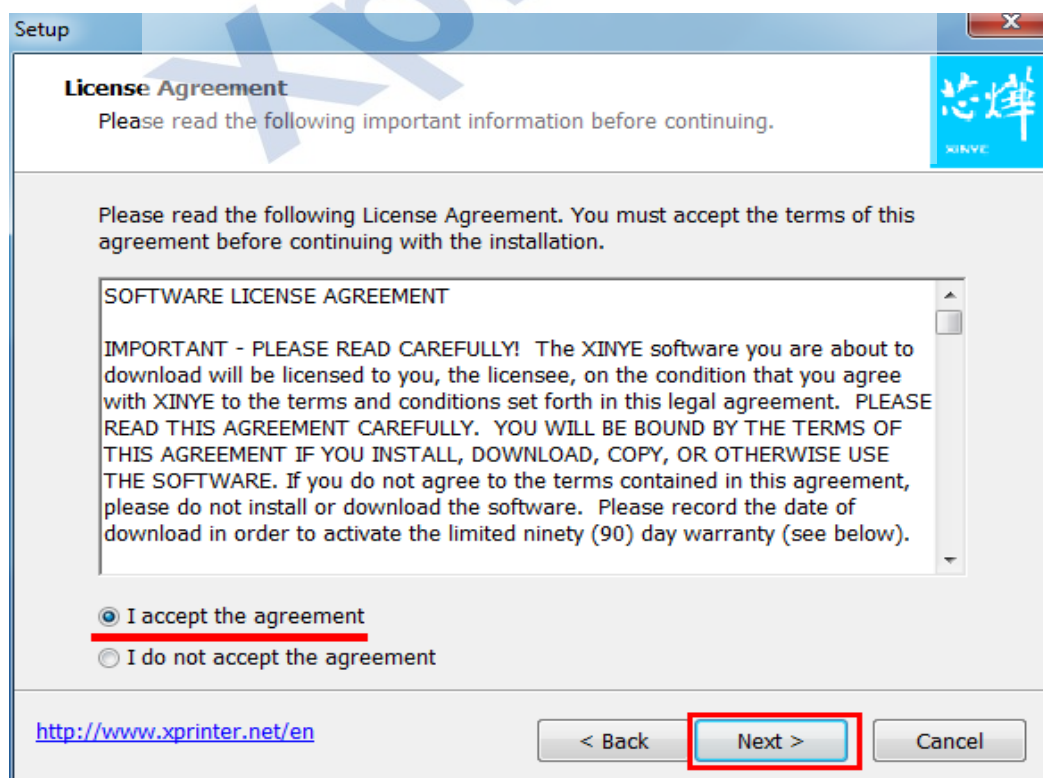 Xp
Setup
License Agreement
Please read the following important information before continuing.
芯烨
XINYE
Please read the following License Agreement. You must accept the terms of this
agreement before continuing with the installation.
SOFTWARE LICENSE AGREEMENT
IMPORTANT - PLEASE READ CAREFULLY!  The XINYE software you are about to
download will be licensed to you, the licensee, on the condition that you agree
with XINYE to the terms and conditions set forth in this legal agreement.  PLEASE
READ THIS AGREEMENT CAREFULLY.  YOU WILL BE BOUND BY THE TERMS OF
THIS AGREEMENT IF YOU INSTALL, DOWNLOAD, COPY, OR OTHERWISE USE
THE SOFTWARE. If you do not agree to the terms contained in this agreement,
please do not install or download the software.  Please record the date of
download in order to activate the limited ninety (90) day warranty (see below).
I accept the agreement
I do not accept the agreement
http://www.xprinter.net/en
< Back
Next >
Cancel